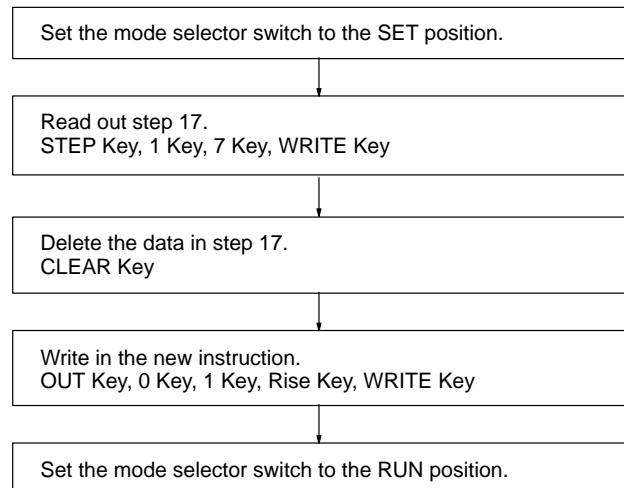 Set the mode selector switch to the SET position.
Read out step 17.
STEP Key, 1 Key, 7 Key, WRITE Key
Delete the data in step 17.
CLEAR Key
Write in the new instruction.
OUT Key, 0 Key, 1 Key, Rise Key, WRITE Key
Set the mode selector switch to the RUN position.